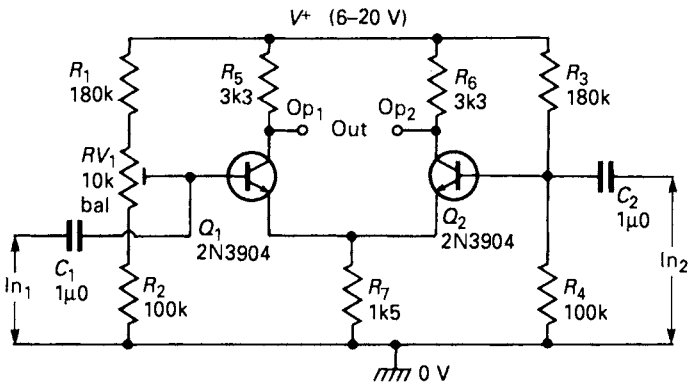 V+ (6–20 V)
R1
180k
R5
3k3
R6
3k3
R3
180k
Op1
Out
Op2
RV1
10k
bal
Q1
2N3904
Q2
2N3904
C1
1μ0
C2
1μ0
In1
In2
R2
100k
R7
1k5
R4
100k
0 V